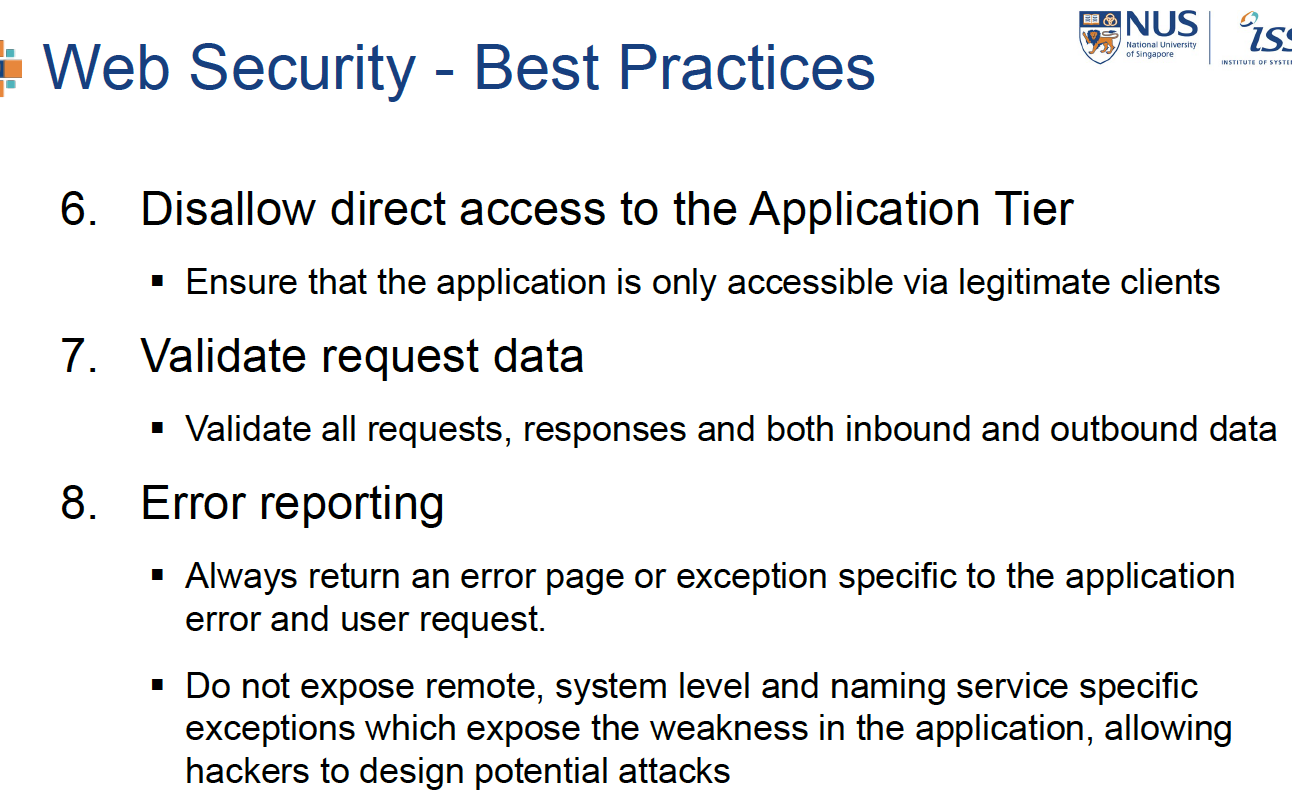 NUS
National University
of Singapore
iss
INSTITUTE OF SYSTE
Web Security - Best Practices
6. Disallow direct access to the Application Tier
▪ Ensure that the application is only accessible via legitimate clients
7. Validate request data
▪ Validate all requests, responses and both inbound and outbound data
8. Error reporting
▪ Always return an error page or exception specific to the application
error and user request.
▪ Do not expose remote, system level and naming service specific
exceptions which expose the weakness in the application, allowing
hackers to design potential attacks